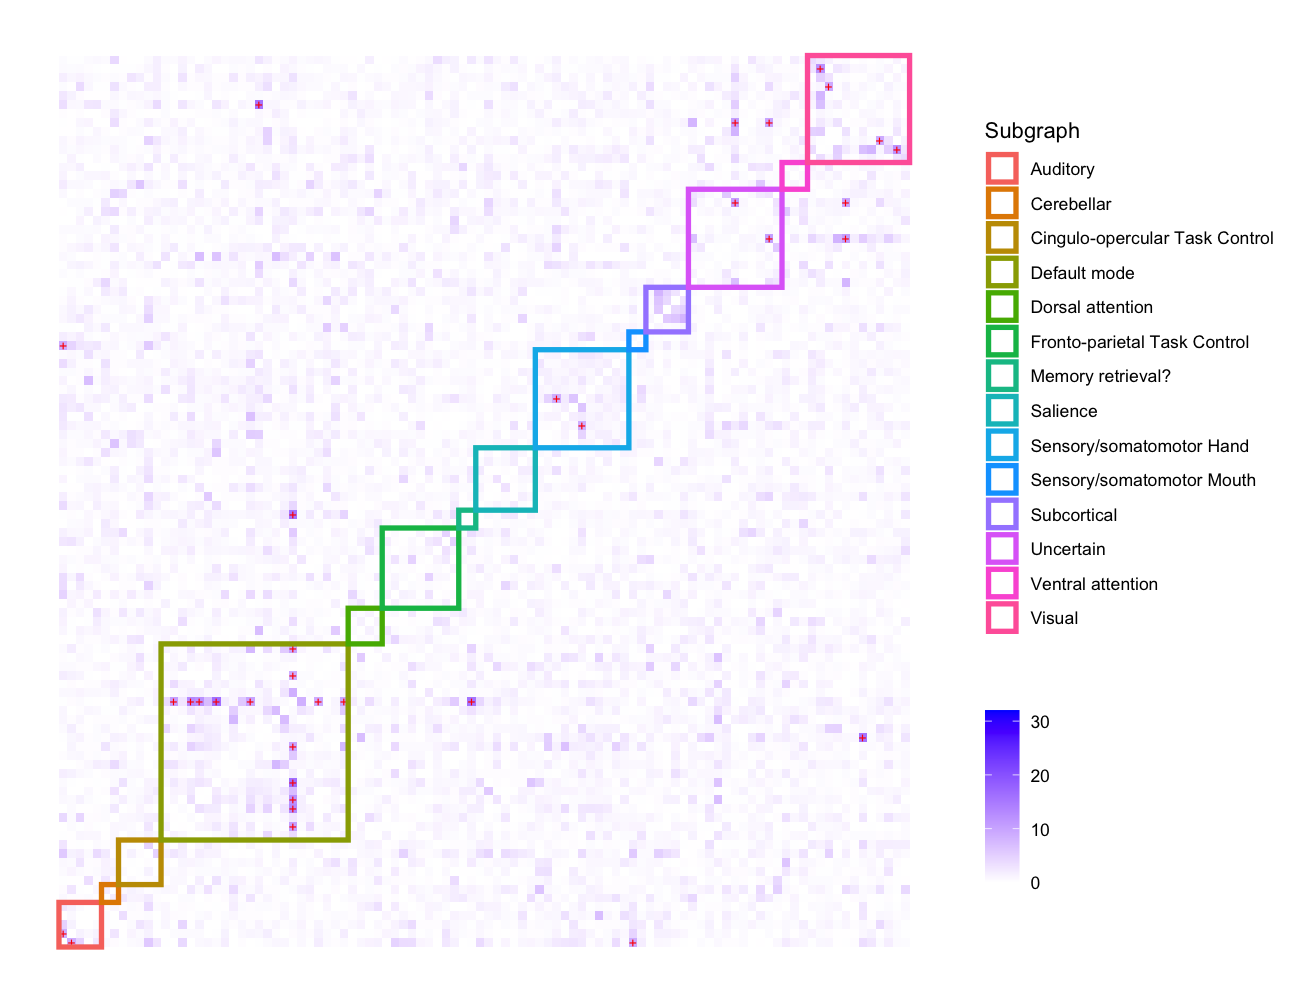 Subgraph
Auditory
Cerebellar
Cingulo-opercular Task Control
Default mode
Dorsal attention
Fronto-parietal Task Control
Memory retrieval?
Salience
Sensory/somatomotor Hand
Sensory/somatomotor Mouth
Subcortical
Uncertain
Ventral attention
Visual
30
20
10
0